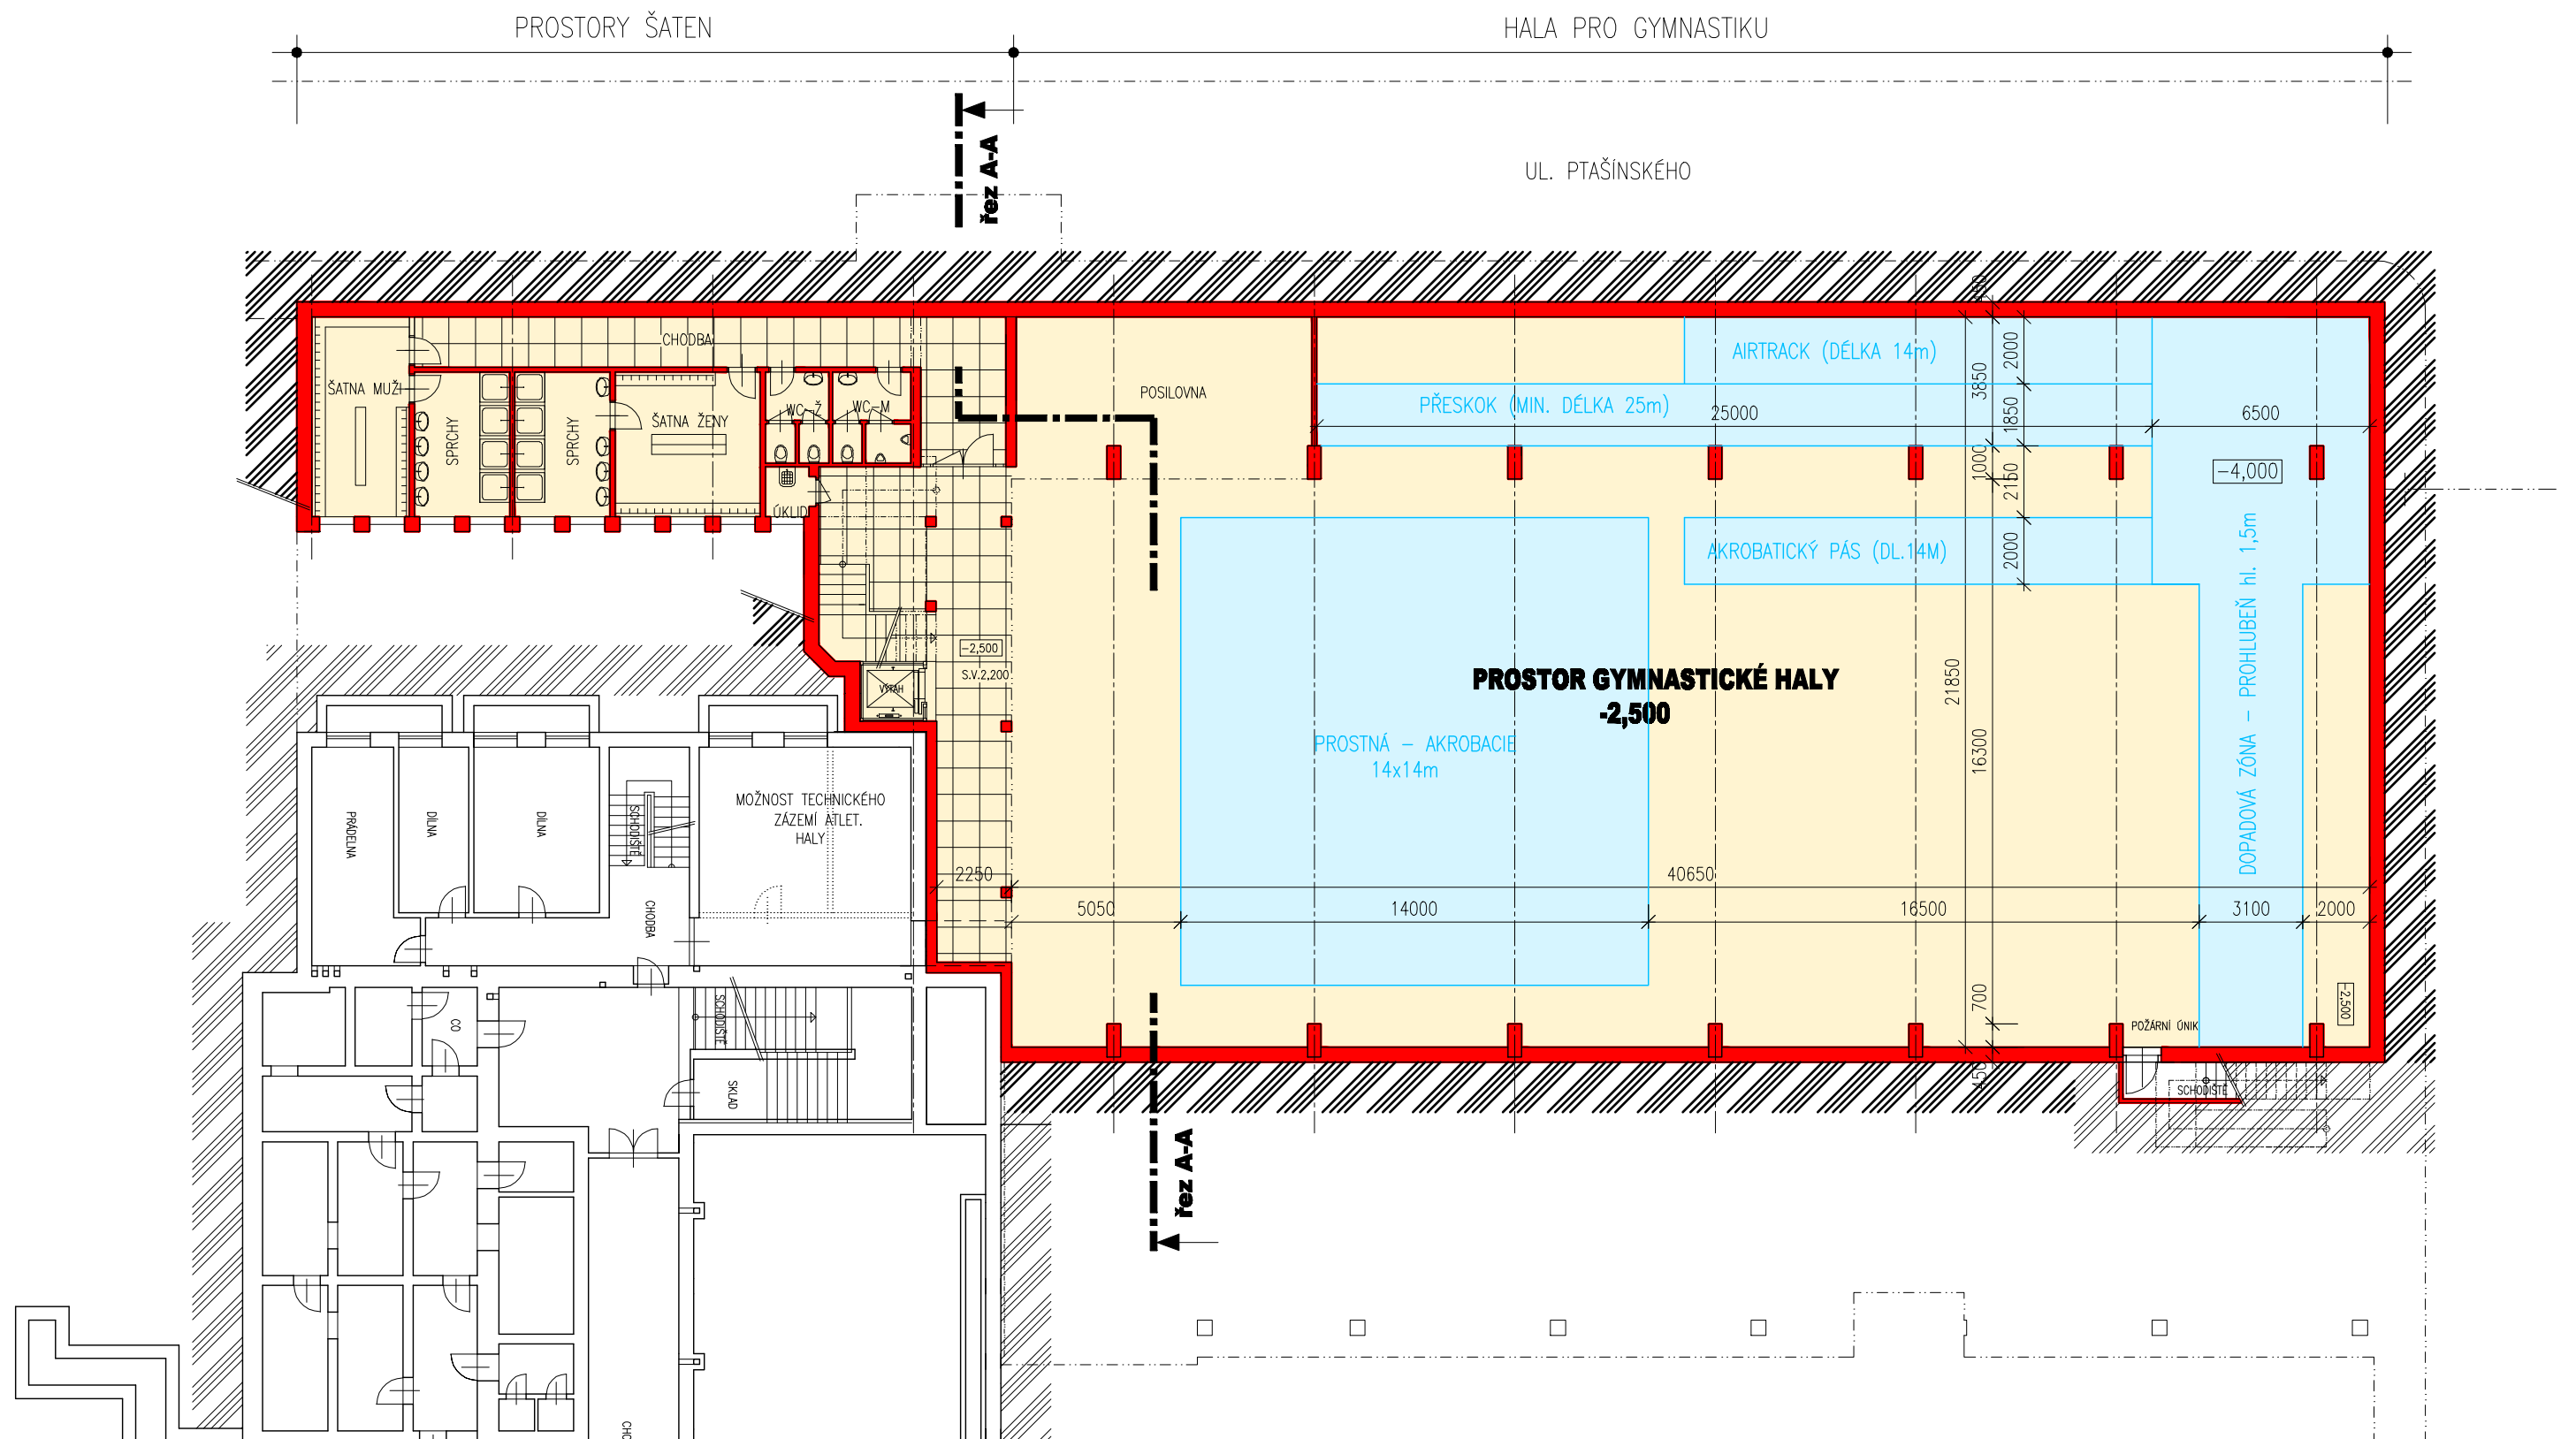 PROSTORY ŠATEN
HALA PRO GYMNASTIKU
řez A-A
UL. PTAŠÍNSKÉHO
CHODBA
ŠATNA MUŽI
SPRCHY
SPRCHY
ŠATNA ŽENY
WC-Ž
WC-M
ÚKLID
POSILOVNA
AIRTRACK (DÉLKA 14m)
PŘESKOK (MIN. DÉLKA 25m)
25000
6500
3850
2000
1850
1000
2150
2000
-4,000
AKROBATICKÝ PÁS (DL.14M)
DOPADOVÁ ZÓNA - PROHLUBEŇ hl. 1,5m
-2,500
S.V.2,200
VÝTAH
PROSTOR GYMNASTICKÉ HALY
-2,500
PROSTNÁ - AKROBACIE
14x14m
21850
16300
MOŽNOST TECHNICKÉHO
ZÁZEMÍ ATLET.
HALY
PRÁDELNA
DÍLNA
DÍLNA
SCHODIŠTĚ
CHODBA
2250
40650
5050
14000
16500
3100
2000
700
450
-2,500
POŽÁRNÍ ÚNIK
SCHODIŠTĚ
SCHODIŠTĚ
SKLAD
CO
řez A-A